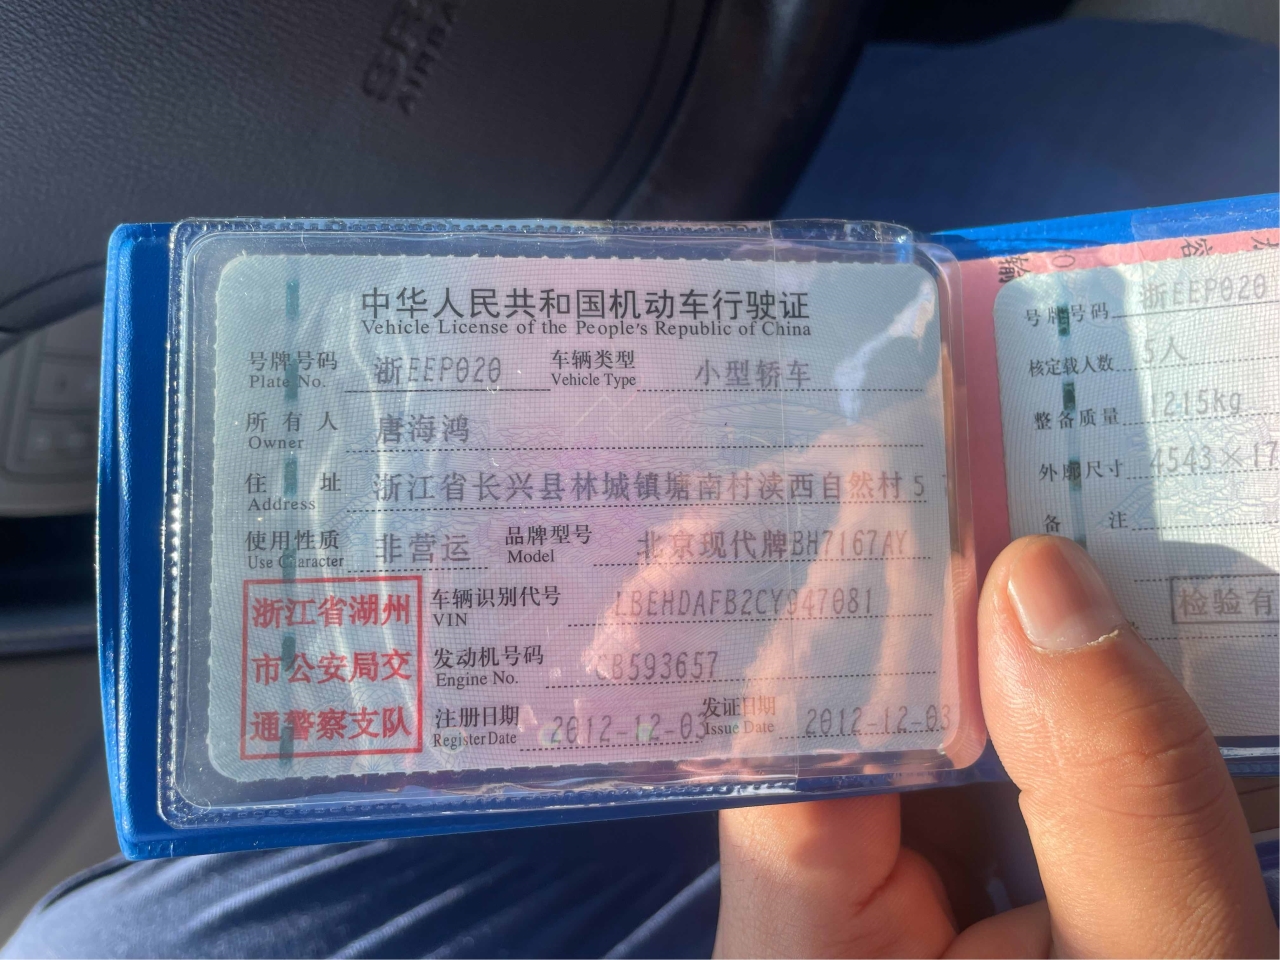 SRS
AIRBAG
中华人民共和国机动车行驶证
Vehicle License of the People's Republic of China
号牌号码 浙EEP020 车辆类型 小型轿车
Plate No. Vehicle Type
所有人 唐海鸿
Owner
住址 浙江省长兴县林城镇塘南村渎西自然村5
Address
使用性质 非营运 品牌型号 北京现代牌BH7167AY
Use Character Model
浙江省湖州
市公安局交
通警察支队
车辆识别代号 LBEHDAFB2CY947081
VIN
发动机号码 CB593657
Engine No.
注册日期 2012-12-03 发证日期 2012-12-03
Register Date Issue Date
号牌号码 浙EEP020
核定载人数 5人
整备质量 1215kg
外廓尺寸 4543×17
备注
检验有